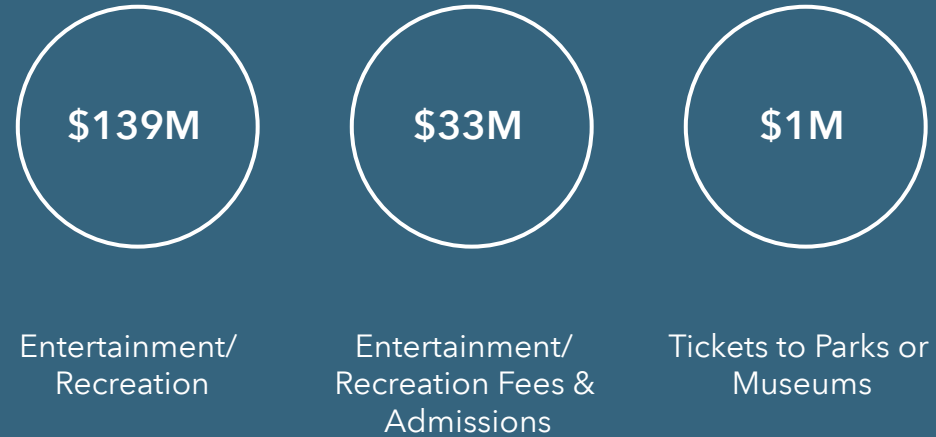 $139M
$33M
$1M
Entertainment/
Recreation
Entertainment/
Recreation Fees &
Admissions
Tickets to Parks or
Museums